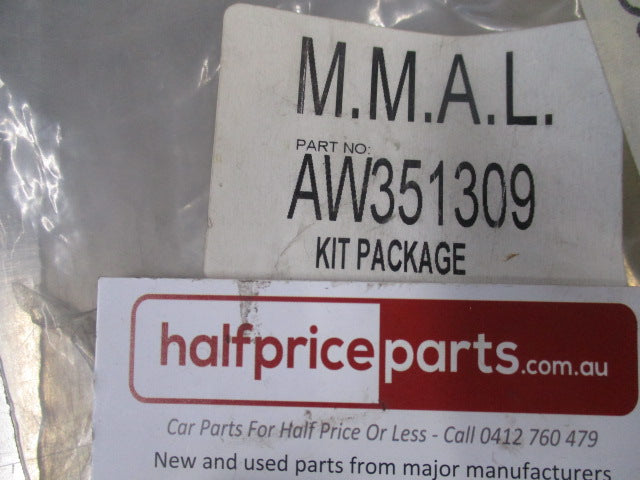 M.M.A.L.
PART NO:
AW351309
KIT PACKAGE
halfpriceparts.com.au
Car Parts For Half Price Or Less - Call 0412 760 479
New and used parts from major manufacturers